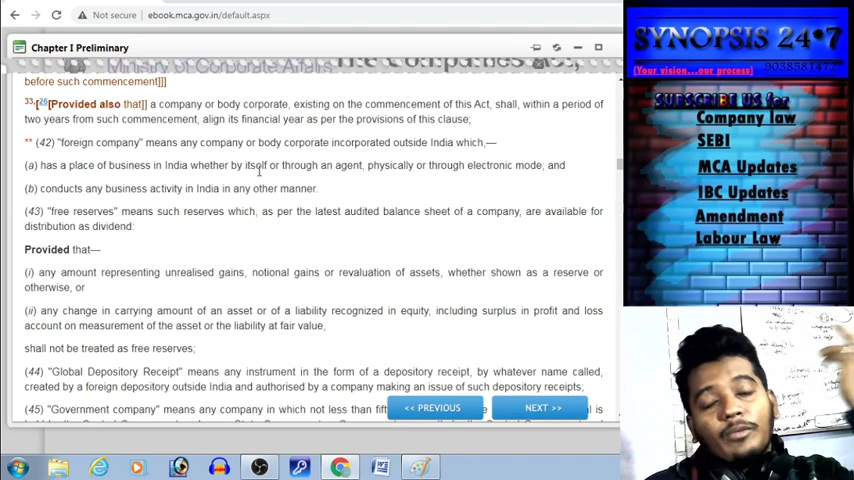 Not secure | ebook.mca.gov.in/default.aspx
Chapter I Preliminary
Ministry of Corporate Affairs
before such commencement]]]
33,[26[Provided also that]] a company or body corporate, existing on the commencement of this Act, shall, within a period of
two years from such commencement, align its financial year as per the provisions of this clause;
** (42) "foreign company" means any company or body corporate incorporated outside India which,—
(a) has a place of business in India whether by itself or through an agent, physically or through electronic mode; and
(b) conducts any business activity in India in any other manner.
(43) "free reserves" means such reserves which, as per the latest audited balance sheet of a company, are available for
distribution as dividend:
Provided that—
(i) any amount representing unrealised gains, notional gains or revaluation of assets, whether shown as a reserve or
otherwise, or
(ii) any change in carrying amount of an asset or of a liability recognized in equity, including surplus in profit and loss
account on measurement of the asset or the liability at fair value,
shall not be treated as free reserves;
(44) "Global Depository Receipt" means any instrument in the form of a depository receipt, by whatever name called,
created by a foreign depository outside India and authorised by a company making an issue of such depository receipts;
(45) "Government company" means any company in which not less than
<< PREVIOUS
NEXT >>
SYNOPSIS 24*7
9038581472
(Your vision...our process)
SUBSCRIBE US for
Company law
SEBI
MCA Updates
IBC Updates
Amendment
Labour Law